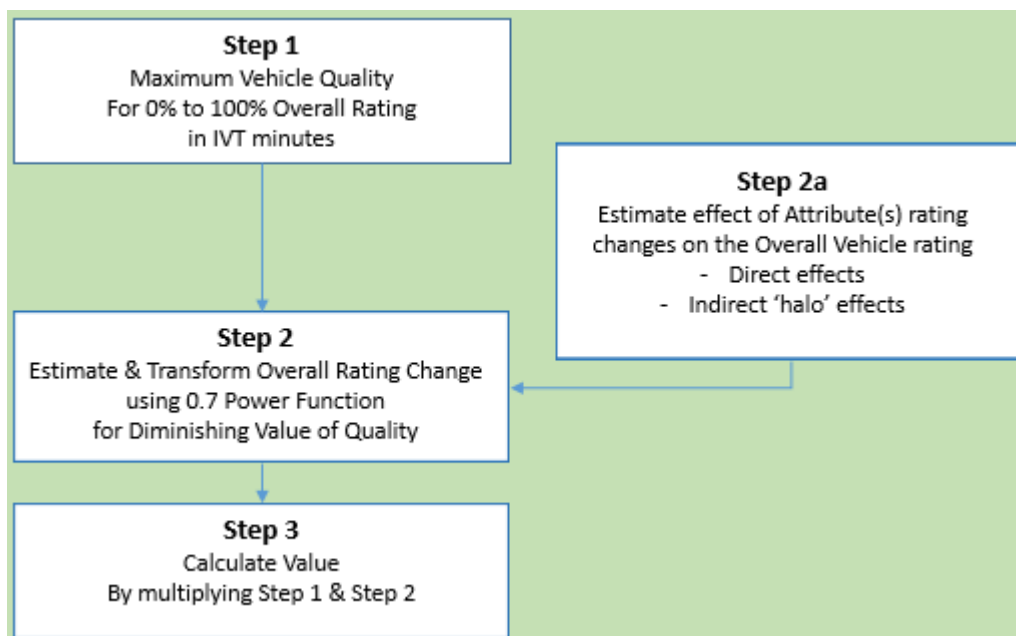 Step 1
Maximum Vehicle Quality
For 0% to 100% Overall Rating
in IVT minutes
Step 2a
Estimate effect of Attribute(s) rating
changes on the Overall Vehicle rating
- Direct effects
- Indirect ‘halo’ effects
Step 2
Estimate & Transform Overall Rating Change
using 0.7 Power Function
for Diminishing Value of Quality
Step 3
Calculate Value
By multiplying Step 1 & Step 2